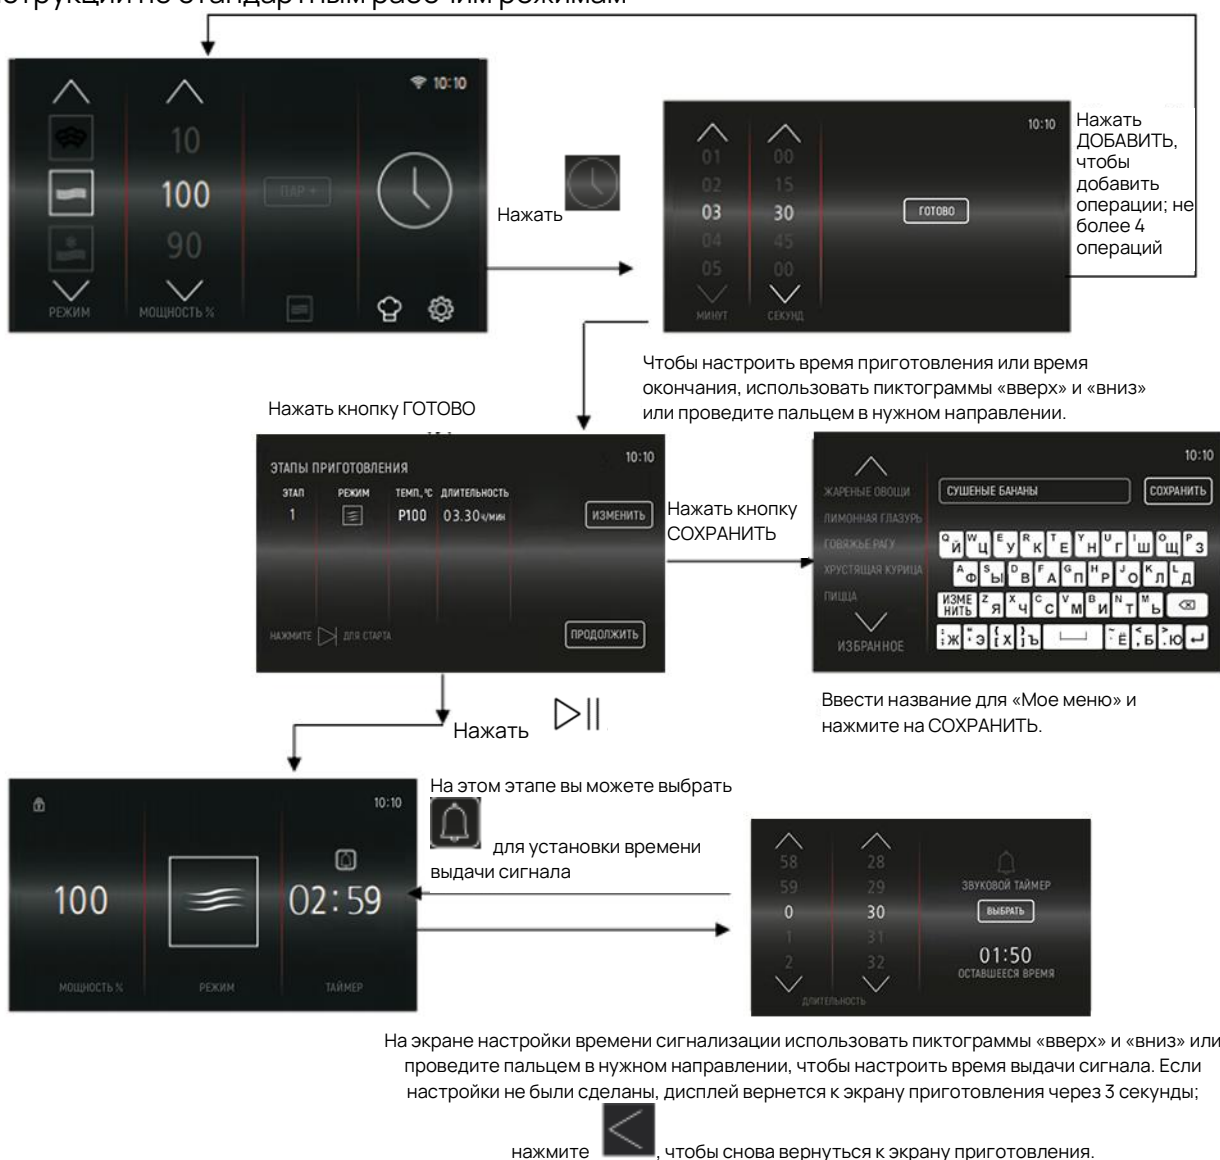 струкции по стандартным рабочим режимам
10:10
10
100
90
ПАР +
РЕЖИМ
МОЩНОСТЬ %
Нажать
10:10
01 00
02 15
03 30
04 45
05 00
ГОТОВО
МИНУТ СЕКУНД
Нажать
ДОБАВИТЬ,
чтобы
добавить
операции; не
более 4
операций
Чтобы настроить время приготовления или время
окончания, использовать пиктограммы «вверх» и «вниз»
или проведите пальцем в нужном направлении.
Нажать кнопку ГОТОВО
10:10
ЭТАПЫ ПРИГОТОВЛЕНИЯ
ЭТАП РЕЖИМ ТЕМП, °C ДЛИТЕЛЬНОСТЬ
1 P100 03.30 ч/мин
ИЗМЕНИТЬ
НАЖМИТЕ ДЛЯ СТАРТА
ПРОДОЛЖИТЬ
Нажать кнопку
СОХРАНИТЬ
10:10
ЖАРЕНЫЕ ОВОЩИ
ЛИМОННАЯ ГЛАЗУРЬ
ГОВЯЖЬЕ РАГУ
ХРУСТЯЩАЯ КУРИЦА
ПИЦЦА
ИЗБРАННОЕ
СУШЕНЫЕ БАНАНЫ
СОХРАНИТЬ
Q Й W Ц E У R К T Е Y Н U Г I Ш O Щ P З
A Ф S Ы D В F А G П H Р J О K Л L Д
ИЗМЕ
НИТЬ Z Я X Ч C С V М B И N Т M Ь
: ; Ж " ' Э { [ Х } ] Ъ ~ ` Ё < , Б > . Ю
Ввести название для «Мое меню» и
нажмите на СОХРАНИТЬ.
Нажать
10:10
100
02:59
МОЩНОСТЬ %
РЕЖИМ
ТАЙМЕР
На этом этапе вы можете выбрать
для установки времени
выдачи сигнала
58 28
59 29
0 30
1 31
2 32
ДЛИТЕЛЬНОСТЬ
ЗВУКОВОЙ ТАЙМЕР
ВЫБРАТЬ
01:50
ОСТАВШЕЕСЯ ВРЕМЯ
На экране настройки времени сигнализации использовать пиктограммы «вверх» и «вниз» или
проведите пальцем в нужном направлении, чтобы настроить время выдачи сигнала. Если
настройки не были сделаны, дисплей вернется к экрану приготовления через 3 секунды;
нажмите , чтобы снова вернуться к экрану приготовления.